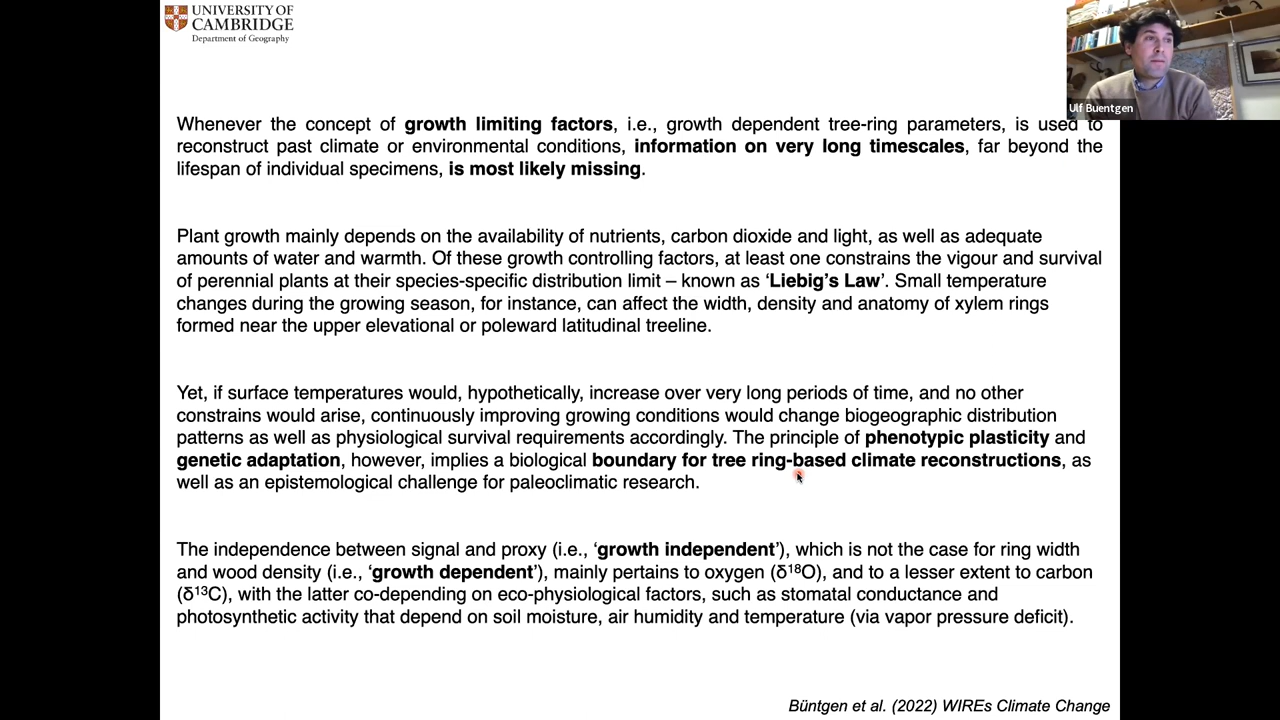 UNIVERSITY OF
CAMBRIDGE
Department of Geography
Ulf Buentgen
Whenever the concept of growth limiting factors, i.e., growth dependent tree-ring parameters, is used to
reconstruct past climate or environmental conditions, information on very long timescales, far beyond the
lifespan of individual specimens, is most likely missing.
Plant growth mainly depends on the availability of nutrients, carbon dioxide and light, as well as adequate
amounts of water and warmth. Of these growth controlling factors, at least one constrains the vigour and survival
of perennial plants at their species-specific distribution limit – known as ‘Liebig’s Law’. Small temperature
changes during the growing season, for instance, can affect the width, density and anatomy of xylem rings
formed near the upper elevational or poleward latitudinal treeline.
Yet, if surface temperatures would, hypothetically, increase over very long periods of time, and no other
constrains would arise, continuously improving growing conditions would change biogeographic distribution
patterns as well as physiological survival requirements accordingly. The principle of phenotypic plasticity and
genetic adaptation, however, implies a biological boundary for tree ring-based climate reconstructions, as
well as an epistemological challenge for paleoclimatic research.
The independence between signal and proxy (i.e., ‘growth independent’), which is not the case for ring width
and wood density (i.e., ‘growth dependent’), mainly pertains to oxygen (δ¹⁸O), and to a lesser extent to carbon
(δ¹³C), with the latter co-depending on eco-physiological factors, such as stomatal conductance and
photosynthetic activity that depend on soil moisture, air humidity and temperature (via vapor pressure deficit).
Büntgen et al. (2022) WIREs Climate Change